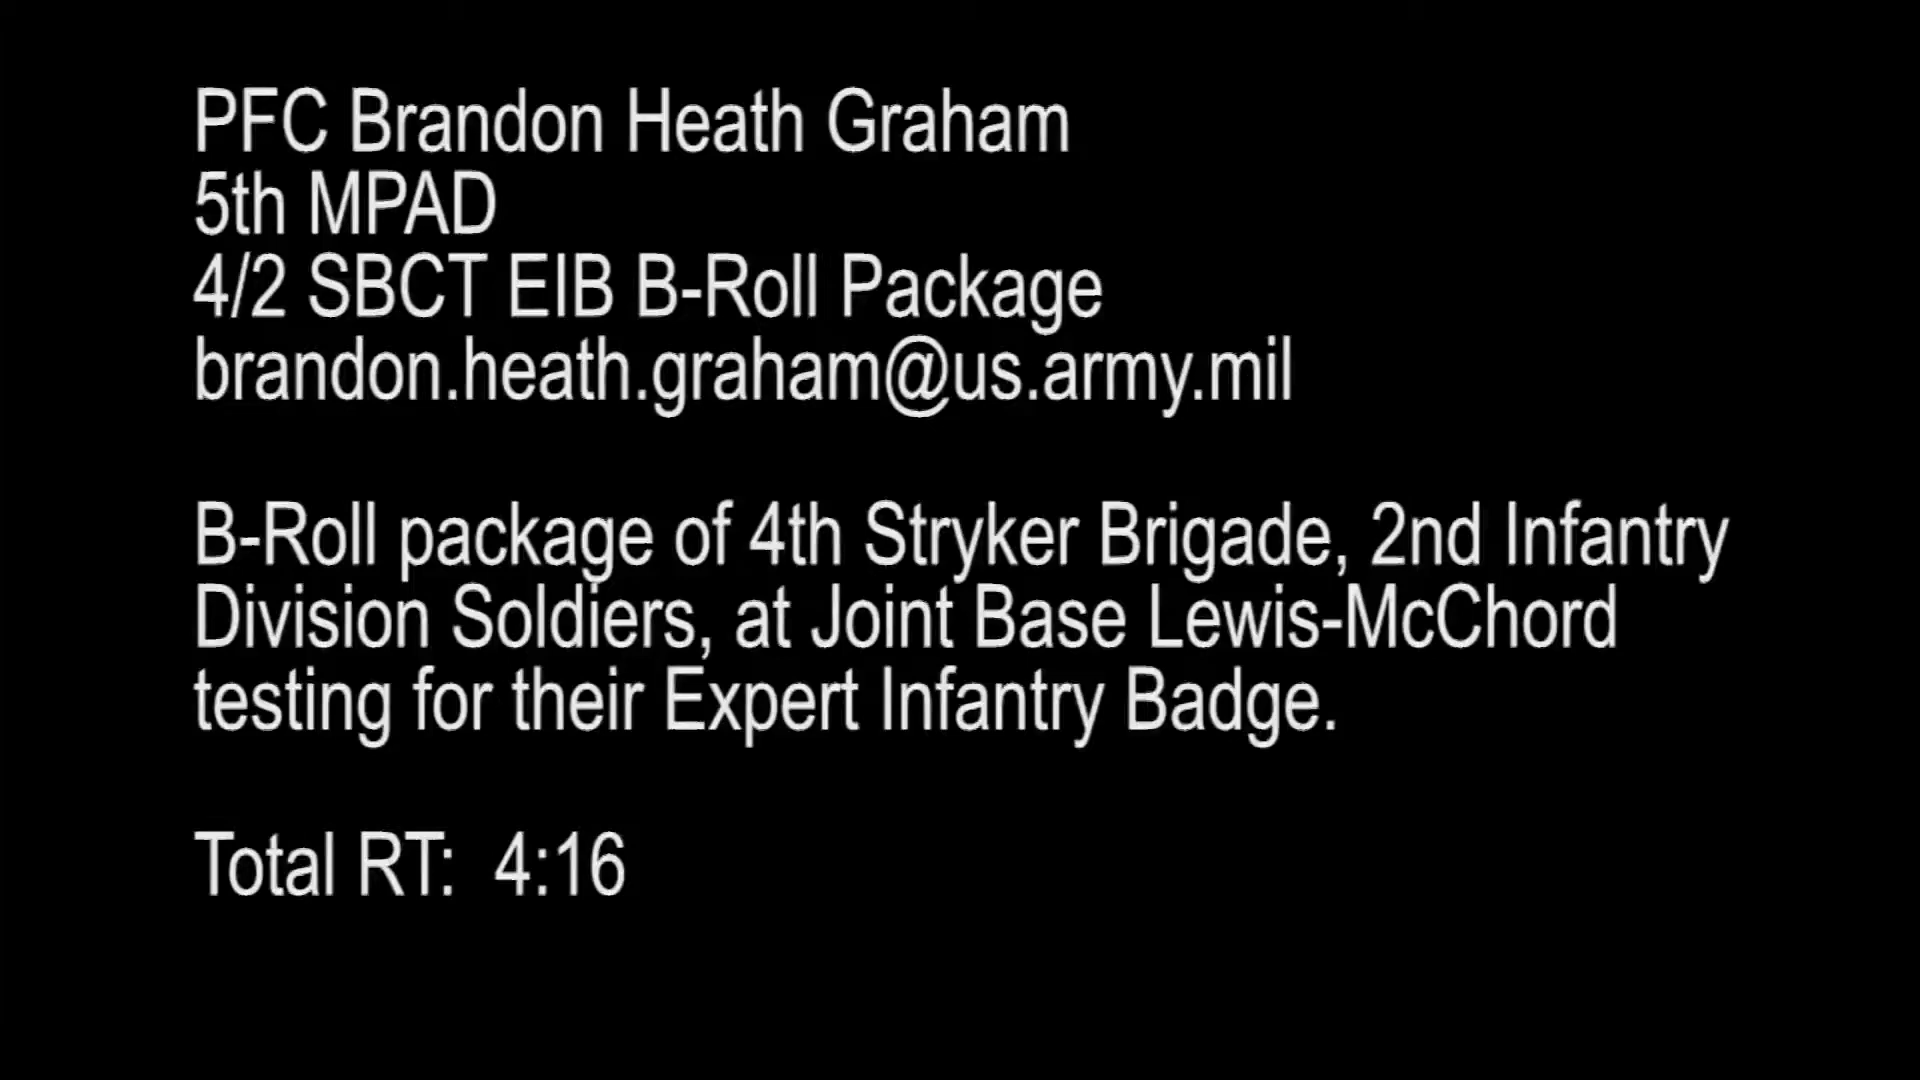 PFC Brandon Heath Graham
5th MPAD
4/2 SBCT EIB B-Roll Package
brandon.heath.graham@us.army.mil
B-Roll package of 4th Stryker Brigade, 2nd Infantry
Division Soldiers, at Joint Base Lewis-McChord
testing for their Expert Infantry Badge.
Total RT:  4:16